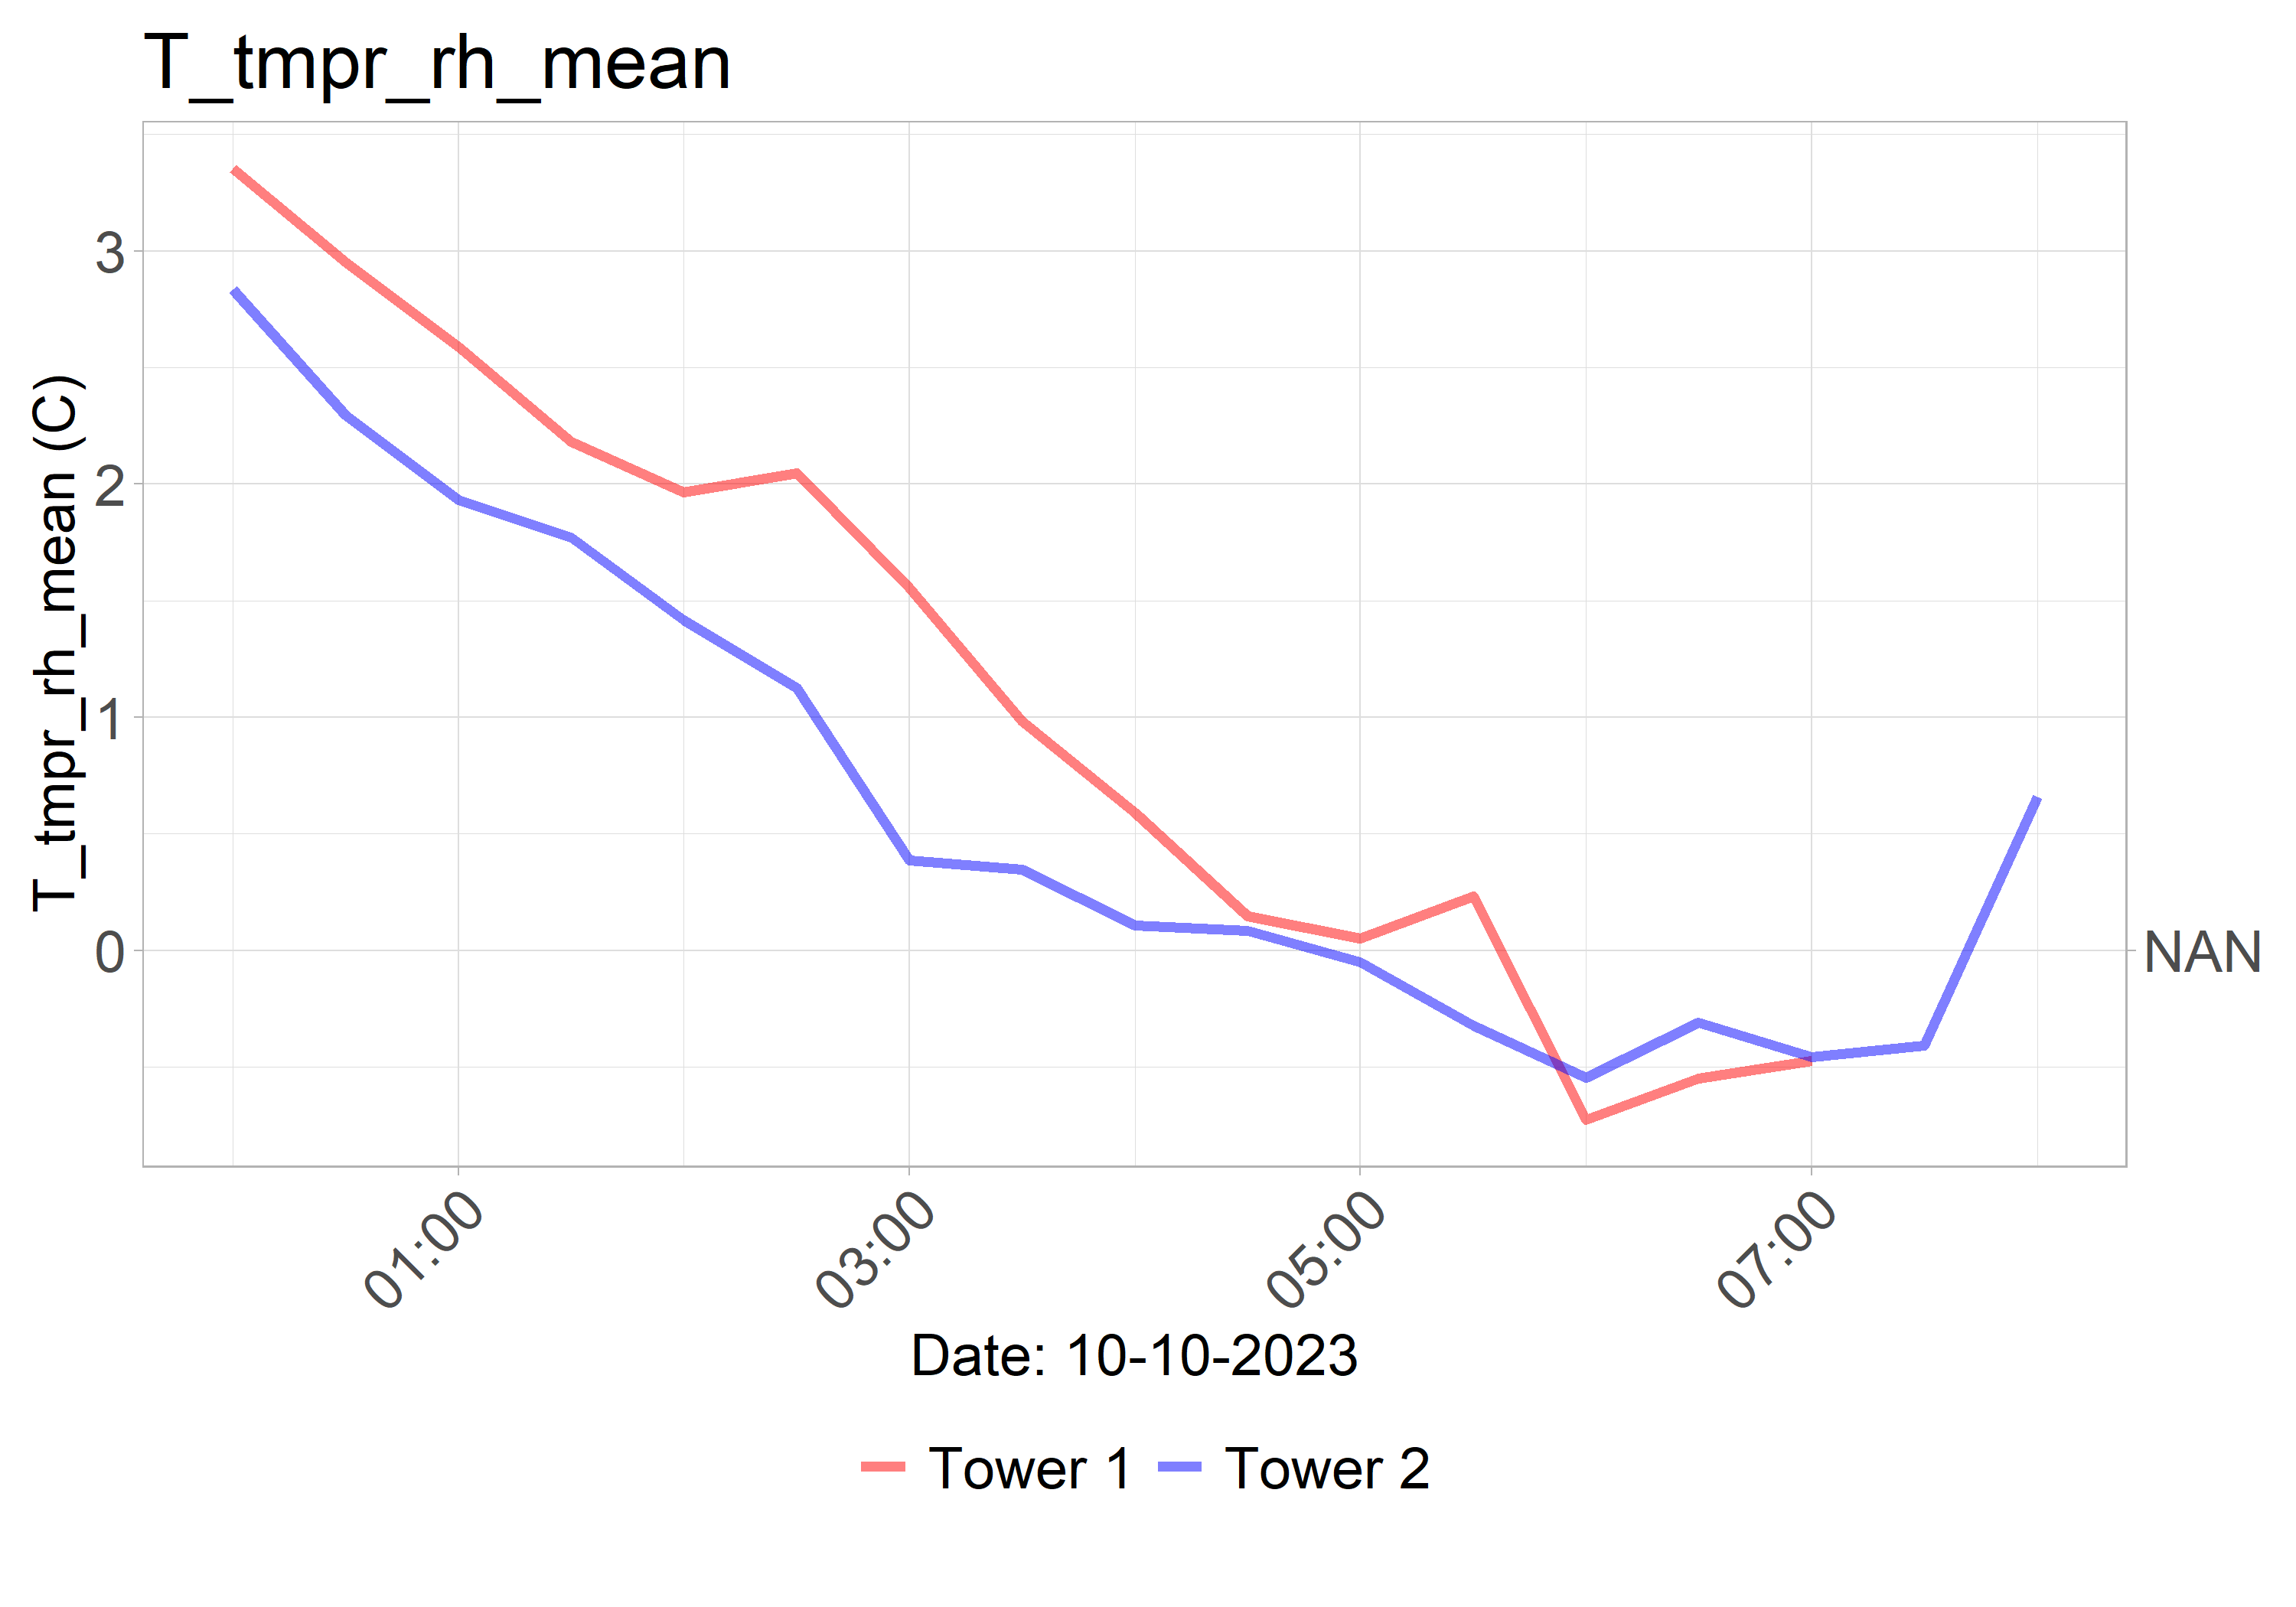 T_tmpr_rh_mean
T_tmpr_rh_mean (C)
3
2
1
0
NAN
01:00
03:00
05:00
07:00
Date: 10-10-2023
Tower 1
Tower 2